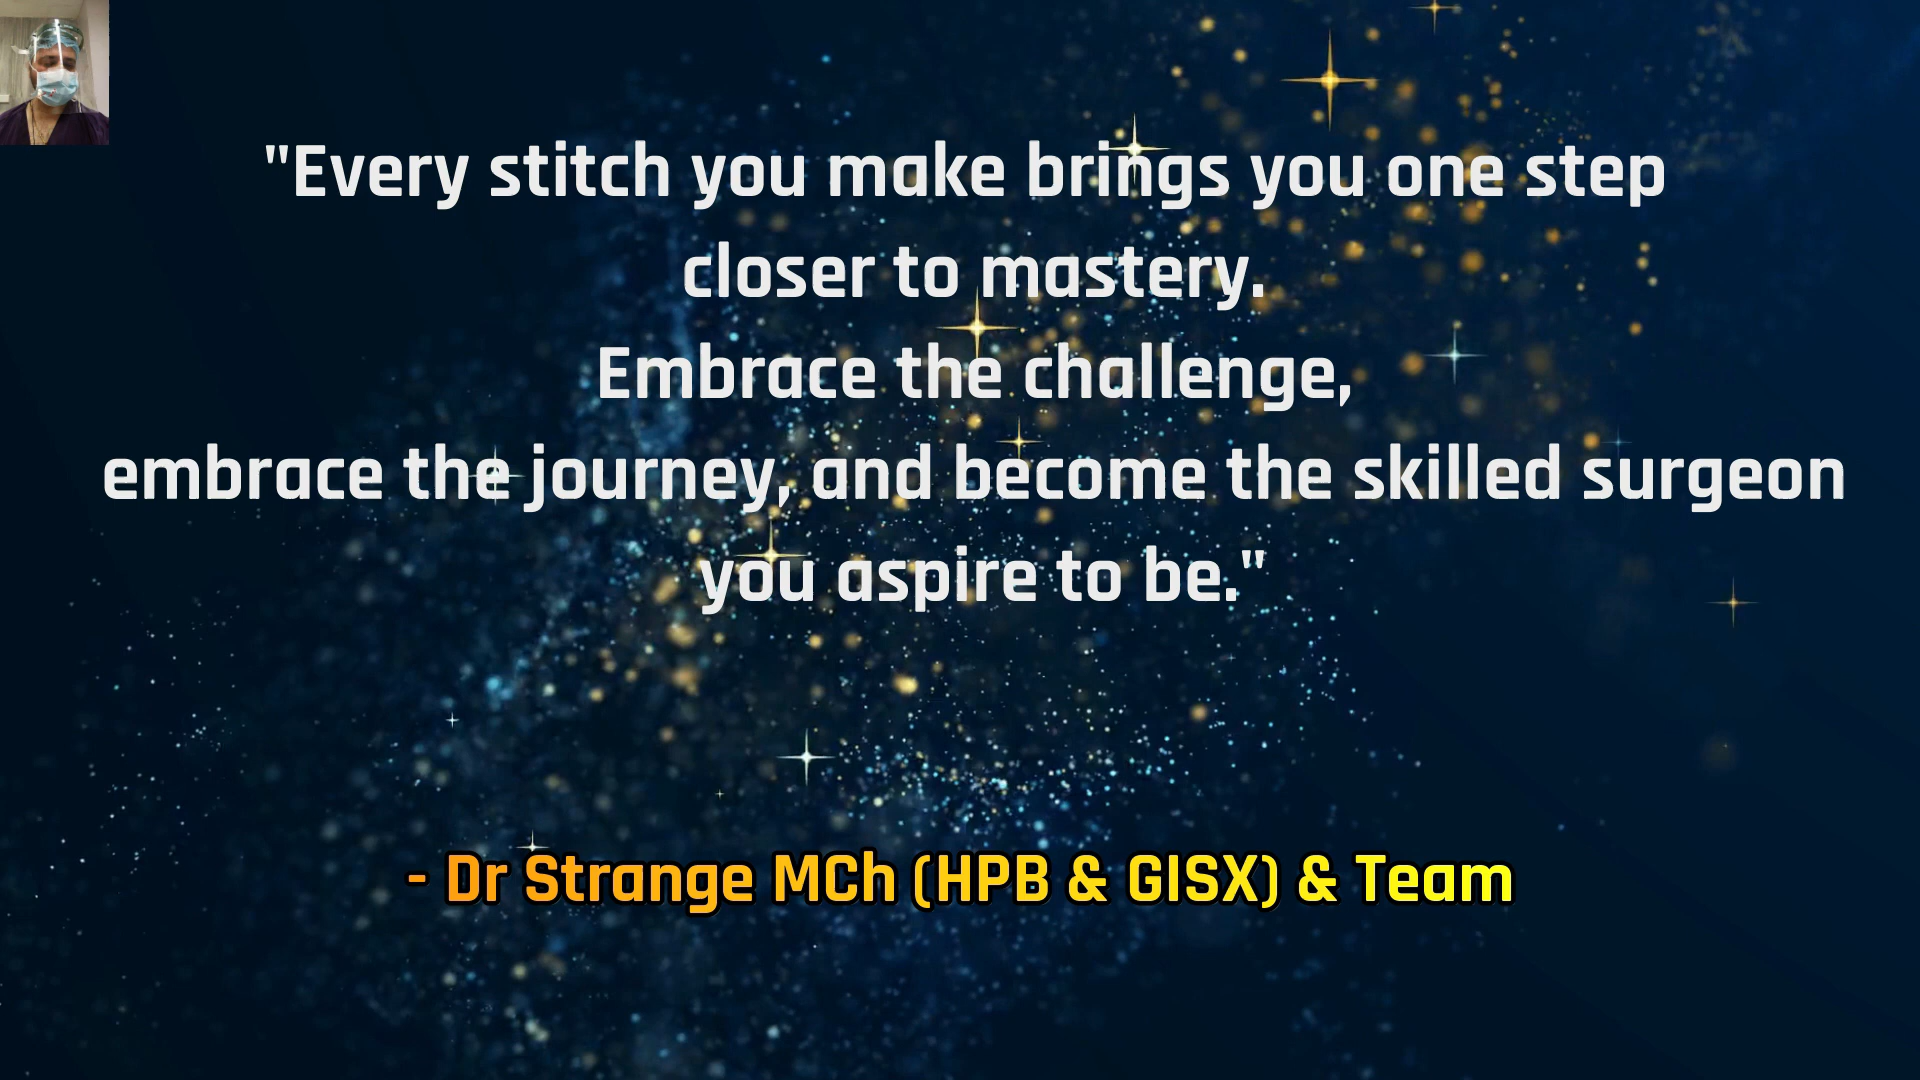 "Every stitch you make brings you one step
closer to mastery.
Embrace the challenge,
embrace the journey, and become the skilled surgeon
you aspire to be."
- Dr Strange MCh (HPB & GISX) & Team